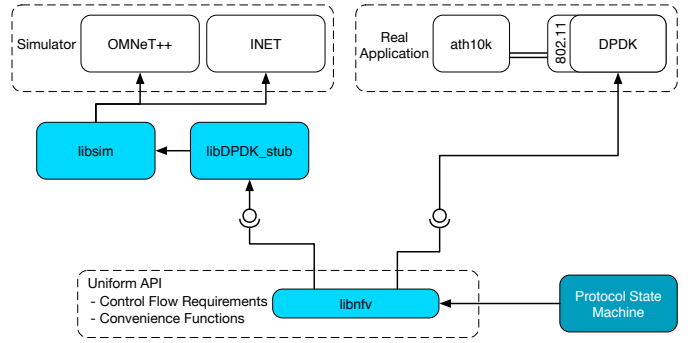 Simulator
OMNeT++
INET
Real
Application
ath10k
802.11
DPDK
libsim
libDPDK_stub
Uniform API
- Control Flow Requirements
- Convenience Functions
libnfv
Protocol State
Machine